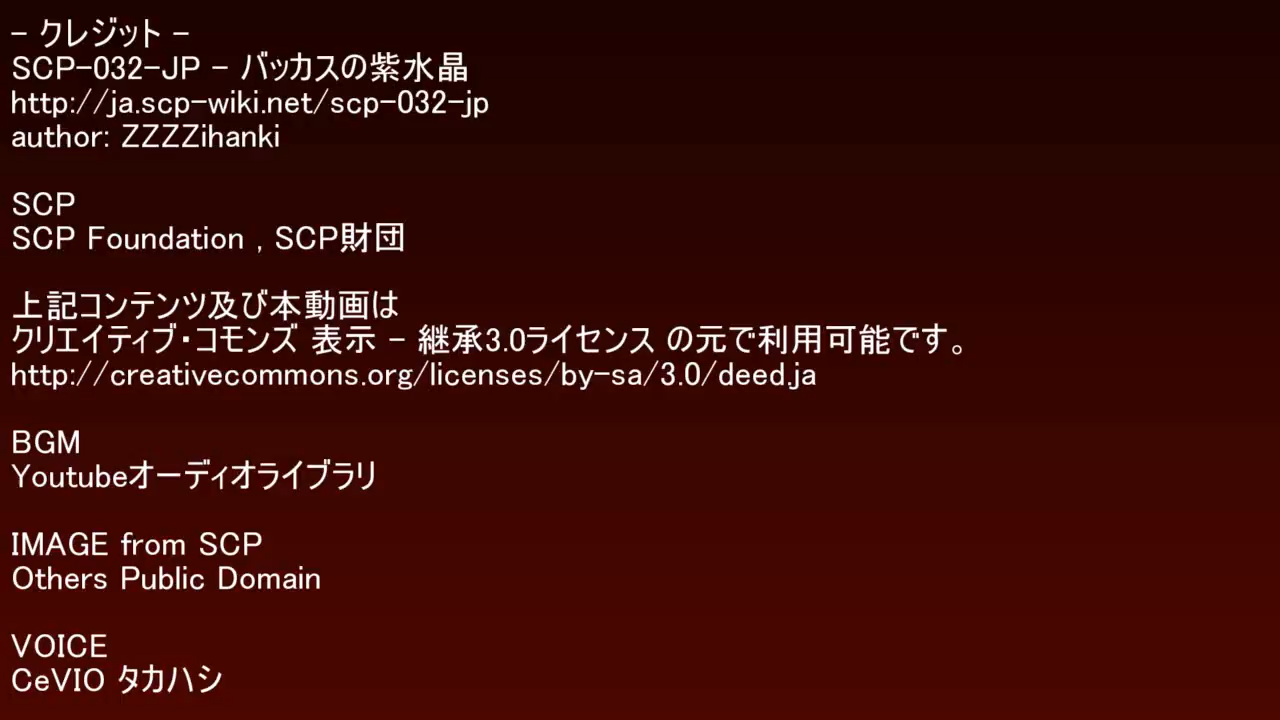 - クレジット -
SCP-032-JP - バッカスの紫水晶
http://ja.scp-wiki.net/scp-032-jp
author: ZZZZihanki
SCP
SCP Foundation , SCP財団
上記コンテンツ及び本動画は
クリエイティブ・コモンズ 表示 - 継承3.0ライセンス の元で利用可能です。
http://creativecommons.org/licenses/by-sa/3.0/deed.ja
BGM
Youtubeオーディオライブラリ
IMAGE from SCP
Others Public Domain
VOICE
CeVIO タカハシ